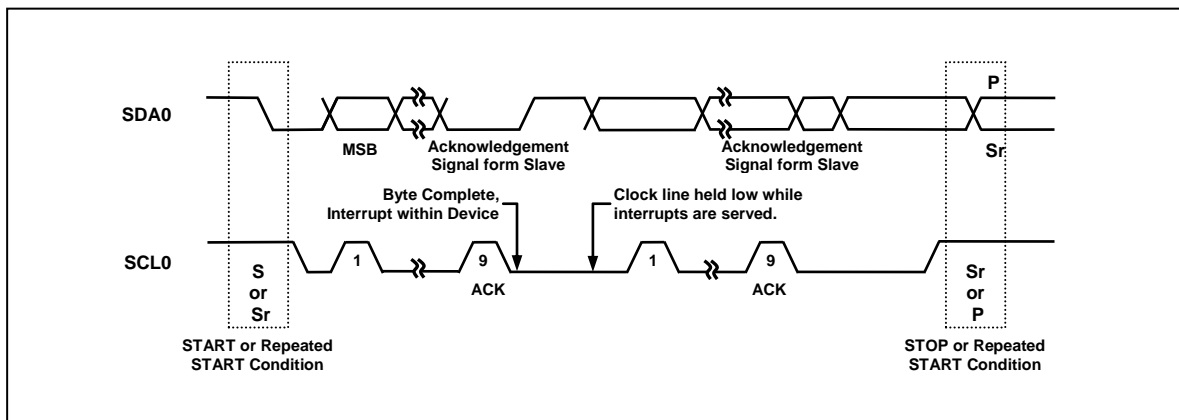 P
SDA0
MSB
Acknowledgement
Signal form Slave
Acknowledgement
Signal form Slave
Sr
Byte Complete,
Interrupt within Device
Clock line held low while
interrupts are served.
SCL0
1
9
1
9
S
or
Sr
ACK
ACK
Sr
or
P
START or Repeated
START Condition
STOP or Repeated
START Condition